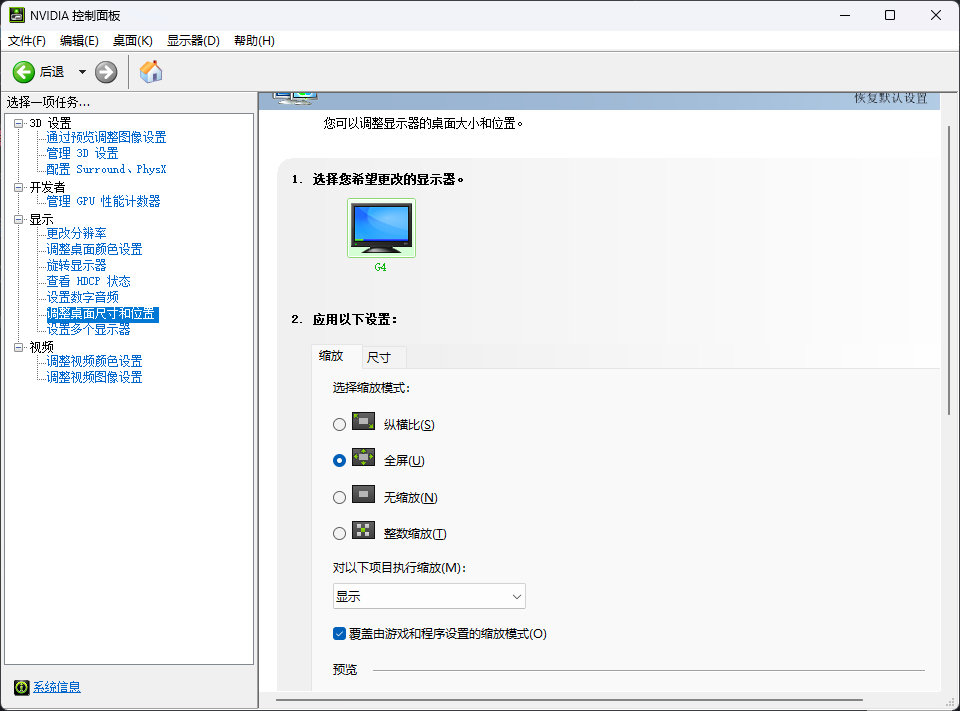 NVIDIA 控制面板
文件(F) 编辑(E) 桌面(K) 显示器(D) 帮助(H)
后退
选择一项任务...
3D 设置
通过预览调整图像设置
管理 3D 设置
配置 Surround、PhysX
开发者
管理 GPU 性能计数器
显示
更改分辨率
调整桌面颜色设置
旋转显示器
查看 HDCP 状态
设置数字音频
调整桌面尺寸和位置
设置多个显示器
视频
调整视频颜色设置
调整视频图像设置
系统信息
恢复默认设置
您可以调整显示器的桌面大小和位置。
1. 选择您希望更改的显示器。
G4
2. 应用以下设置:
缩放 尺寸
选择缩放模式:
纵横比(S)
全屏(U)
无缩放(N)
整数缩放(T)
对以下项目执行缩放(M):
显示
覆盖由游戏和程序设置的缩放模式(O)
预览